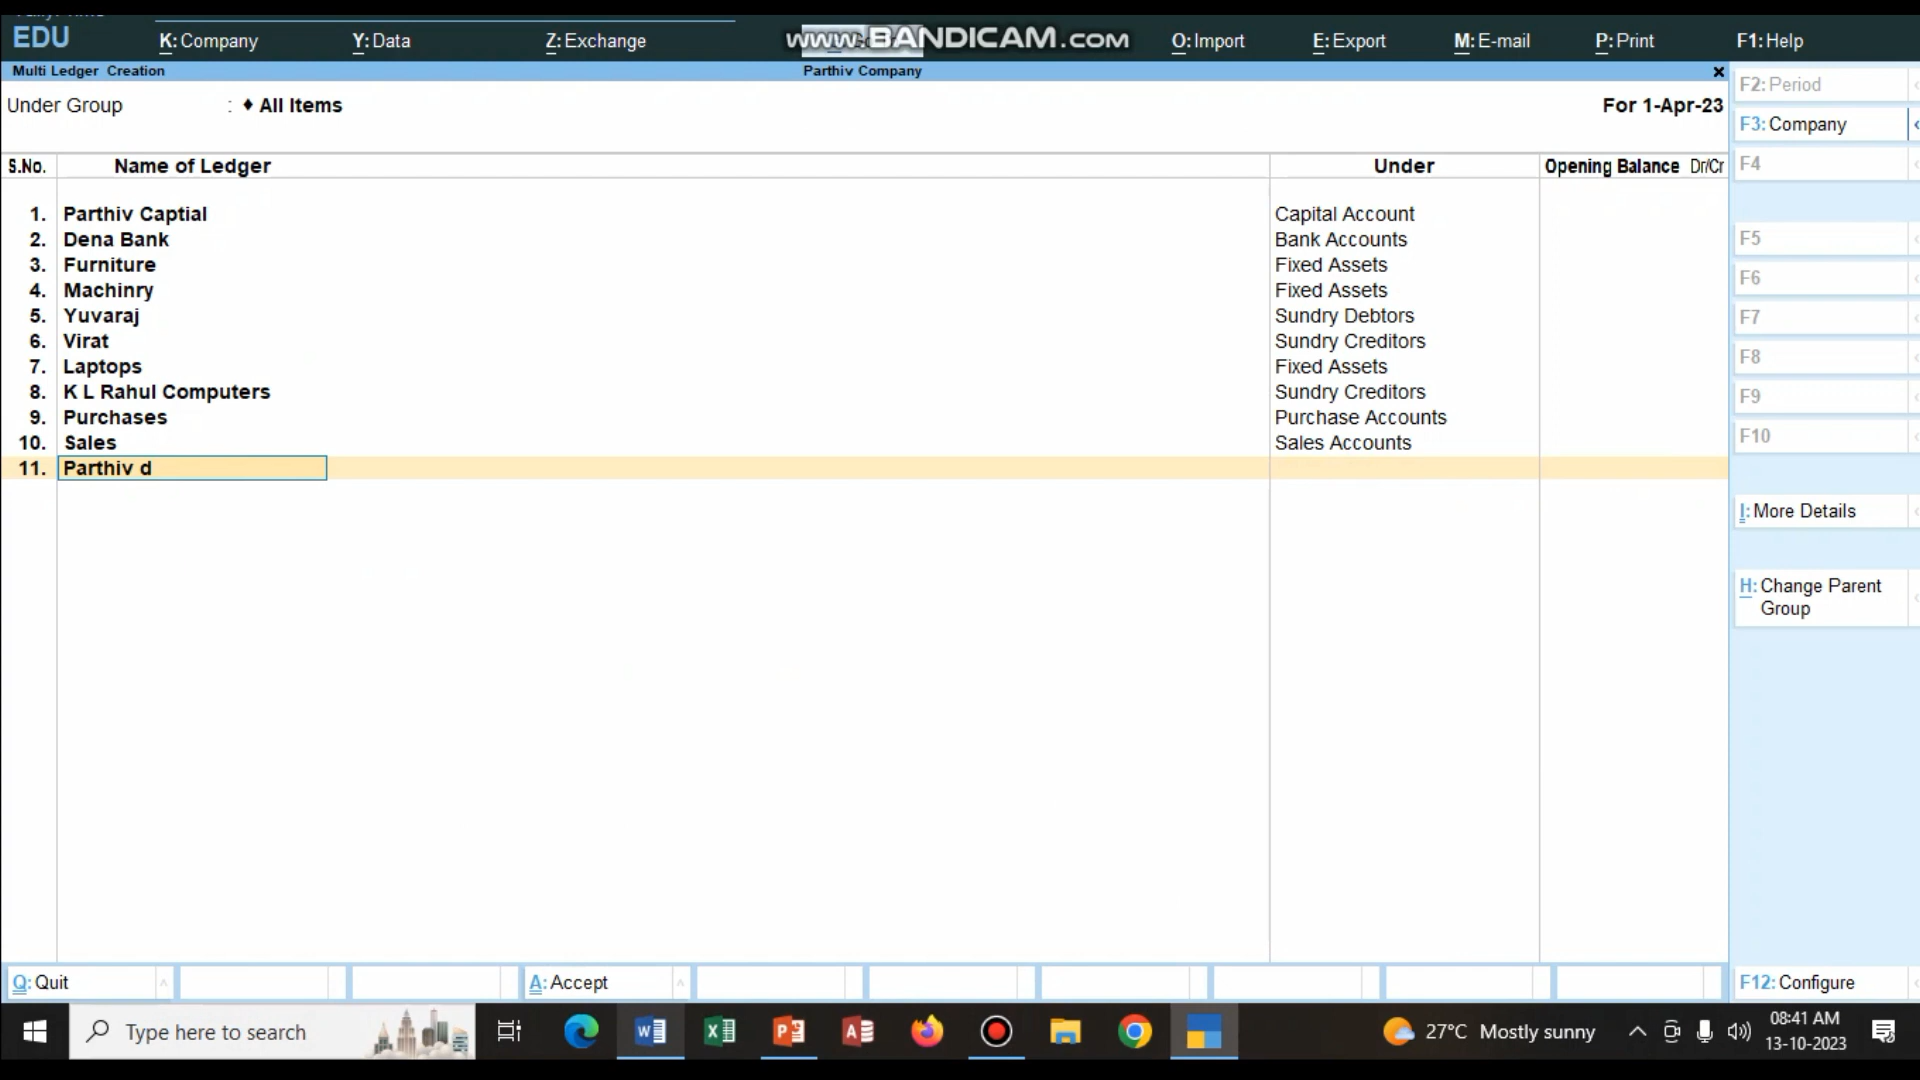 EDU
K: Company Y: Data Z: Exchange www.BANDICAM.com O: Import E: Export M: E-mail P: Print F1: Help
Multi Ledger Creation Parthiv Company
Under Group : ♦ All Items For 1-Apr-23
S.No. Name of Ledger Under Opening Balance Dr/Cr
1. Parthiv Captial Capital Account
2. Dena Bank Bank Accounts
3. Furniture Fixed Assets
4. Machinry Fixed Assets
5. Yuvaraj Sundry Debtors
6. Virat Sundry Creditors
7. Laptops Fixed Assets
8. K L Rahul Computers Sundry Creditors
9. Purchases Purchase Accounts
10. Sales Sales Accounts
11. Parthiv d
F2: Period
F3: Company
F4
F5
F6
F7
F8
F9
F10
I: More Details
H: Change Parent
Group
Q: Quit A: Accept F12: Configure
Type here to search 27°C Mostly sunny 08:41 AM
13-10-2023